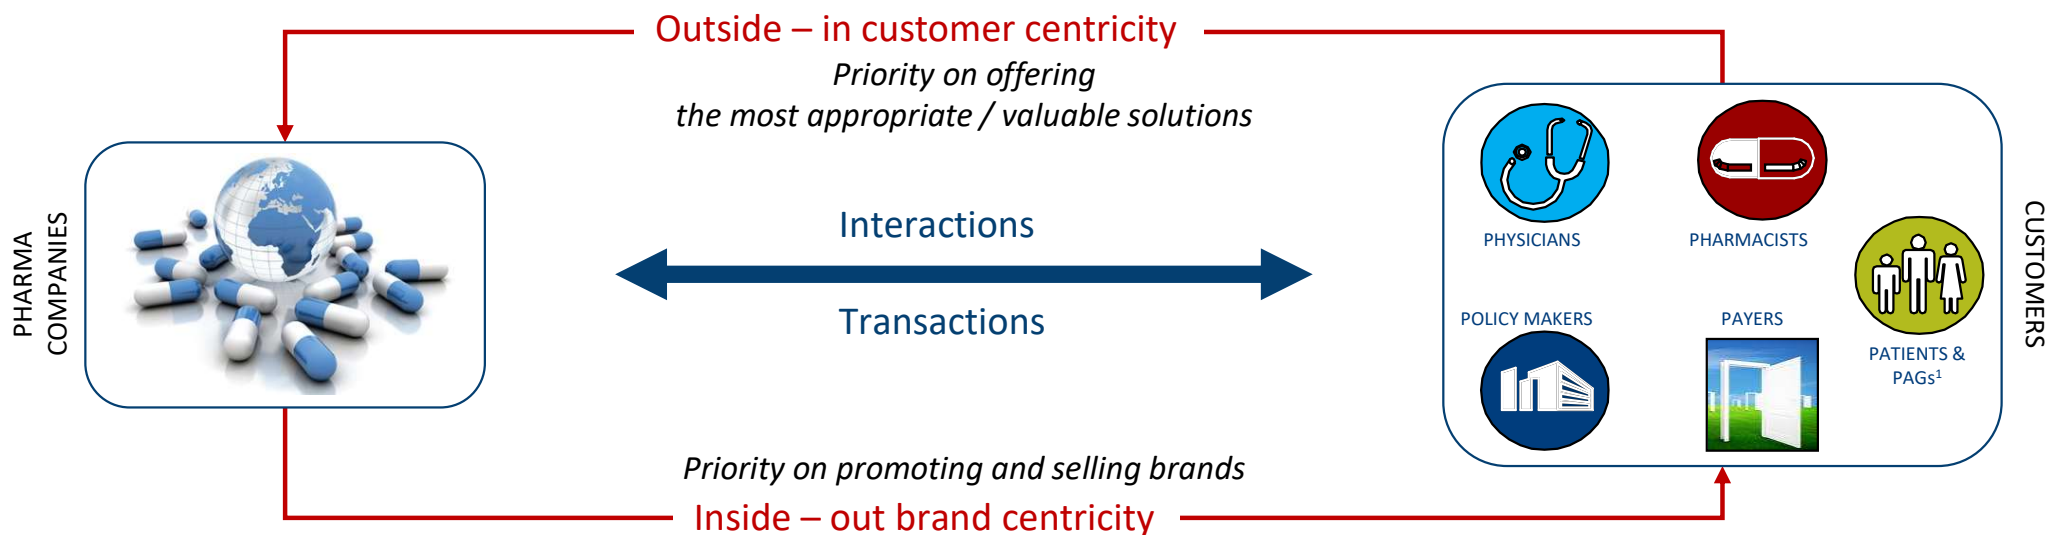 Outside – in customer centricity
Priority on offering
the most appropriate / valuable solutions
PHARMA
COMPANIES
Interactions
Transactions
PHYSICIANS
PHARMACISTS
POLICY MAKERS
PAYERS
PATIENTS &
PAGs¹
CUSTOMERS
Priority on promoting and selling brands
Inside – out brand centricity